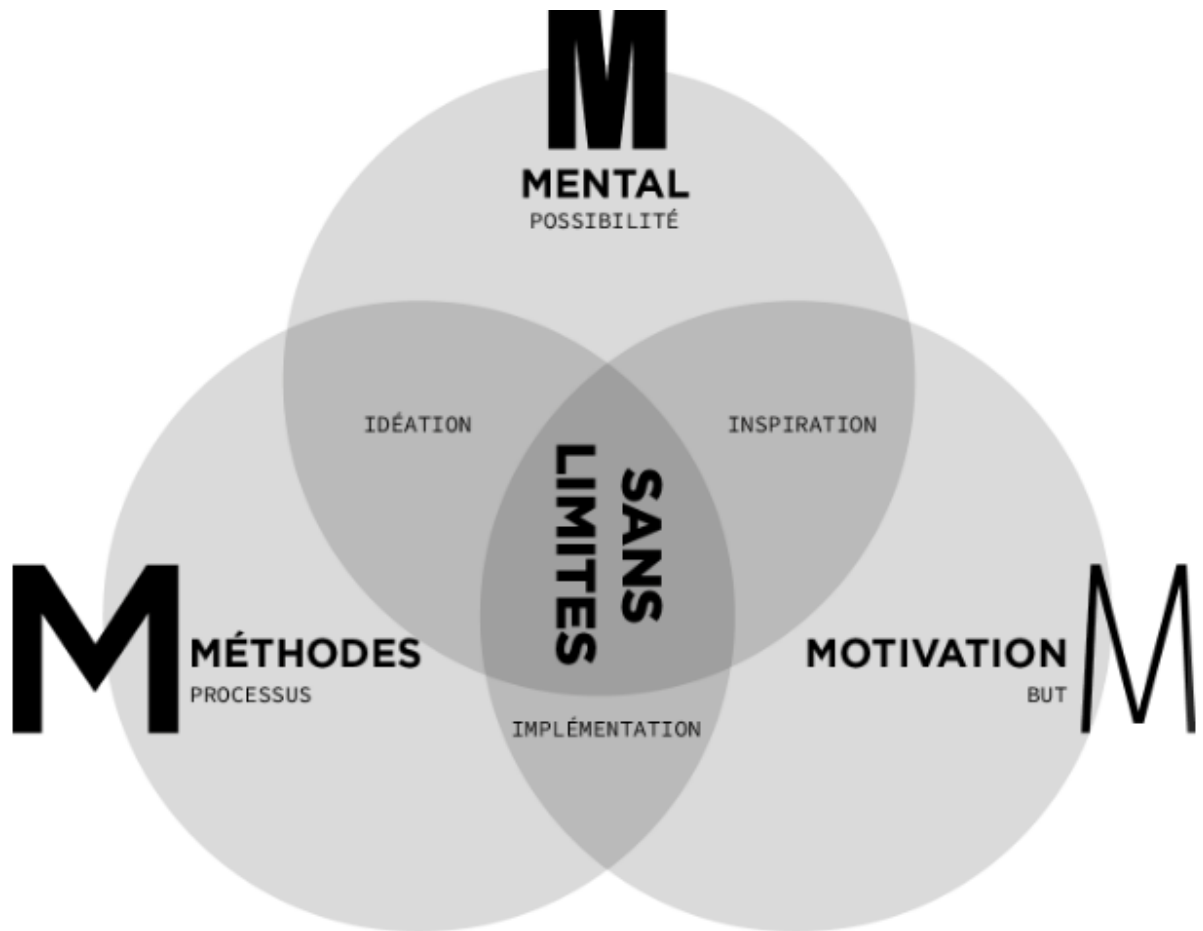 M
MENTAL
POSSIBILITÉ
IDÉATION
INSPIRATION
SANS
LIMITES
M
MÉTHODES
PROCESSUS
MOTIVATION
BUT
M
IMPLÉMENTATION